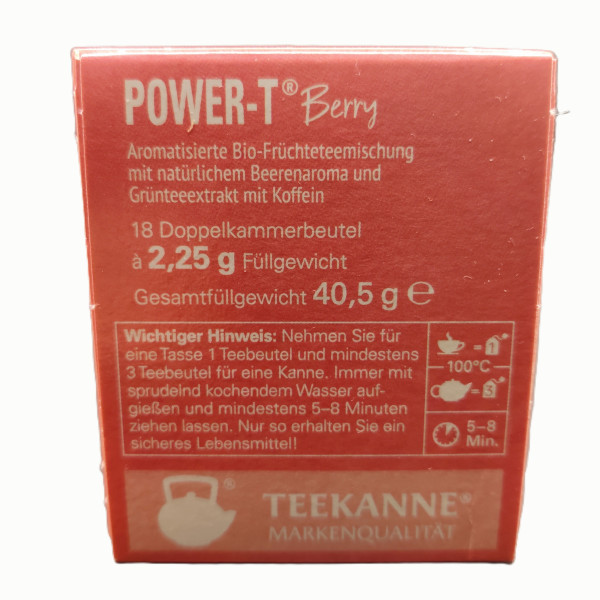 POWER-T® Berry
Aromatisierte Bio-Früchteteemischung
mit natürlichem Beerenaroma und
Grünteeextrakt mit Koffein
18 Doppelkammerbeutel
à 2,25 g Füllgewicht
Gesamtfüllgewicht 40,5 g ℮
Wichtiger Hinweis: Nehmen Sie für
eine Tasse 1 Teebeutel und mindestens
3 Teebeutel für eine Kanne. Immer mit
sprudelnd kochendem Wasser auf-
gießen und mindestens 5–8 Minuten
ziehen lassen. Nur so erhalten Sie ein
sicheres Lebensmittel!
= 1
100°C
= 3
5–8
Min.
®
TEEKANNE®
MARKENQUALITÄT